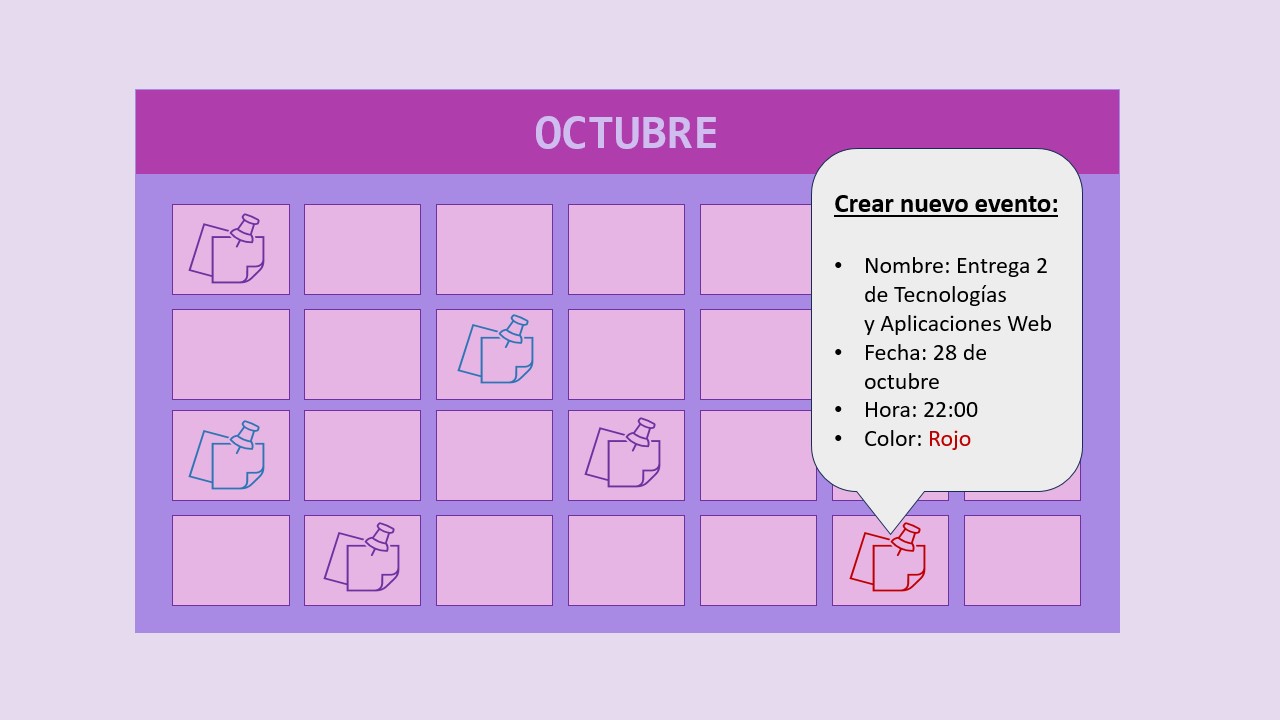 OCTUBRE
Crear nuevo evento:
• Nombre: Entrega 2
de Tecnologías
y Aplicaciones Web
• Fecha: 28 de
octubre
• Hora: 22:00
• Color: Rojo